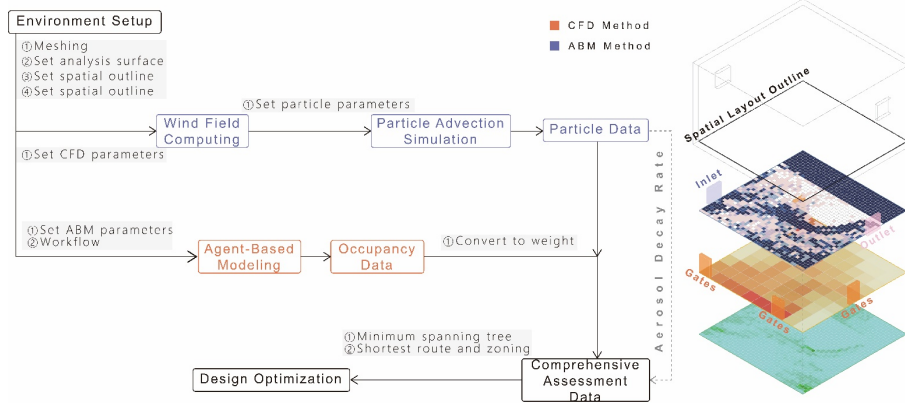 Environment Setup
①Meshing
②Set analysis surface
③Set spatial outline
④Set spatial outline
①Set particle parameters
Wind Field
Computing
Particle Advection
Simulation
Particle Data
①Set CFD parameters
①Set ABM parameters
②Workflow
Agent-Based
Modeling
Occupancy
Data
①Convert to weight
Aerosol Decay Rate
①Minimum spanning tree
②Shortest route and zoning
Design Optimization
Comprehensive
Assessment
Data
CFD Method
ABM Method
Spatial Layout Outline
Inlet
Outlet
Gates
Gates
Gates